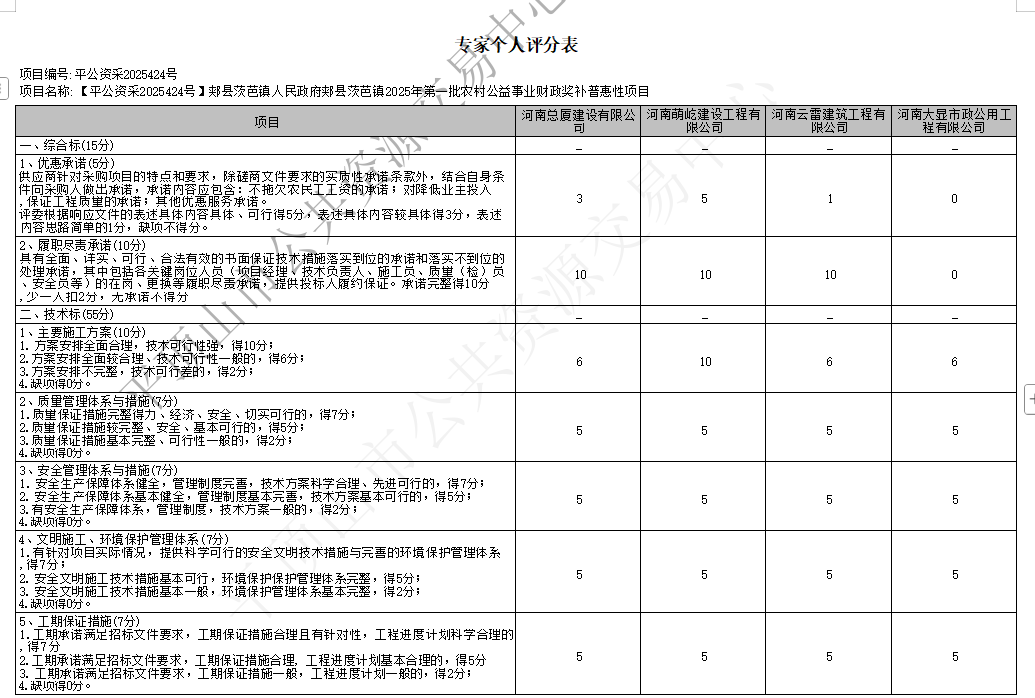 专家个人评分表
项目编号: 平公资采2025424号
项目名称: 【平公资采2025424号】郏县茨芭镇人民政府郏县茨芭镇2025年第一批农村公益事业财政奖补普惠性项目
项目
河南总厦建设有限公
司
河南萌屹建设工程有
限公司
河南云雷建筑工程有
限公司
河南大显市政公用工
程有限公司
一、综合标(15分)
_ _ _ _
1、优惠承诺(5分)
供应商针对采购项目的特点和要求，除磋商文件要求的实质性承诺条款外，结合自身条
件向采购人做出承诺，承诺内容应包含：不拖欠农民工工资的承诺；对降低业主投入
,保证工程质量的承诺；其他优惠服务承诺。
评委根据响应文件的表述具体内容具体、可行得5分，表述具体内容较具体得3分，表述
内容思路简单的1分，缺项不得分。
3 5 1 0
2、履职尽责承诺(10分)
具有全面、详实、可行、合法有效的书面保证技术措施落实到位的承诺和落实不到位的
处理承诺，其中包括各关键岗位人员（项目经理、技术负责人、施工员、质量（检）员
、安全员等）的在岗、更换等履职尽责承诺，提供投标人履约保证。承诺完整得10分
,少一人扣2分，无承诺不得分
10 10 10 0
二、技术标(55分)
_ _ _ _
1、主要施工方案(10分)
1. 方案安排全面合理，技术可行性强，得10分；
2.方案安排全面较合理、技术可行性一般的，得6分；
3.方案安排不完整，技术可行差的，得2分；
4.缺项得0分。
6 10 6 6
2、质量管理体系与措施(7分)
1.质量保证措施完整得力、经济、安全、切实可行的，得7分；
2.质量保证措施较完整、安全、基本可行的，得5分；
3.质量保证措施基本完整、可行性一般的，得2分；
4.缺项得0分。
5 5 5 5
3、安全管理体系与措施(7分)
1. 安全生产保障体系健全，管理制度完善，技术方案科学合理、先进可行的，得7分；
2. 安全生产保障体系基本健全，管理制度基本完善，技术方案基本可行的，得5分；
3.有安全生产保障体系，管理制度，技术方案一般的，得2分；
4.缺项得0分。
5 5 5 5
4、文明施工、环境保护管理体系(7分)
1.有针对项目实际情况，提供科学可行的安全文明技术措施与完善的环境保护管理体系
,得7分；
2. 安全文明施工技术措施基本可行，环境保护保护管理体系完整，得5分；
3. 安全文明施工技术措施基本一般，环境保护管理体系基本完整，得2分；
4.缺项得0分。
5 5 5 5
5、工期保证措施(7分)
1.工期承诺满足招标文件要求，工期保证措施合理且有针对性，工程进度计划科学合理的
,得7分
2.工期承诺满足招标文件要求，工期保证措施合理, 工程进度计划基本合理的，得5分
3. 工期承诺满足招标文件要求，工期保证措施一般，工程进度计划一般的，得2分；
4.缺项得0分。
5 5 5 5
平顶山市公共资源交易中心
平顶山市公共资源交易中心